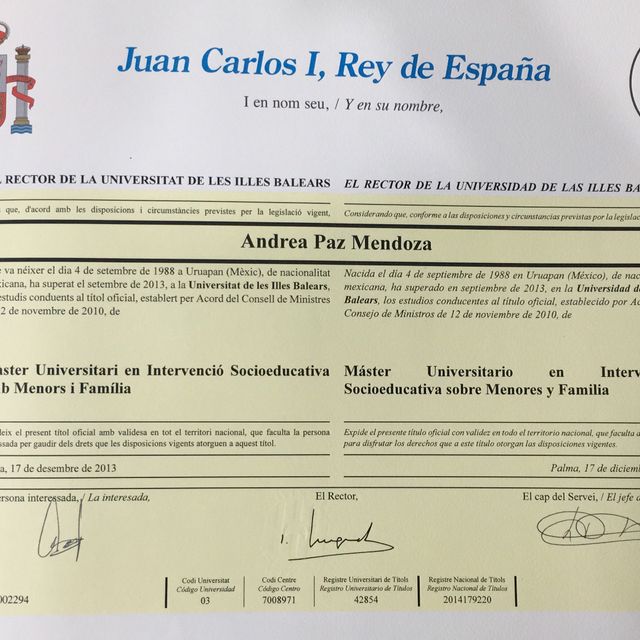 Juan Carlos I, Rey de España
I en nom seu, / Y en su nombre,
RECTOR DE LA UNIVERSITAT DE LES ILLES BALEARS
que, d'acord amb les disposicions i circumstàncies previstes per la legislació vigent,
EL RECTOR DE LA UNIVERSIDAD DE LAS ILLES BA
Considerando que, conforme a las disposiciones y circunstancias previstas por la legislac
Andrea Paz Mendoza
va néixer el dia 4 de setembre de 1988 a Uruapan (Mèxic), de nacionalitat
xicana, ha superat el setembre de 2013, a la Universitat de les Illes Balears,
estudis conduents al títol oficial, establert per Acord del Consell de Ministres
2 de novembre de 2010, de
Nacida el día 4 de septiembre de 1988 en Uruapan (México), de nac
mexicana, ha superado en septiembre de 2013, en la Universidad de
Balears, los estudios conducentes al título oficial, establecido por Ac
Consejo de Ministros de 12 de noviembre de 2010, de
aster Universitari en Intervenció Socioeducativa
b Menors i Família
Máster Universitario en Interv
Socioeducativa sobre Menores y Familia
eix el present títol oficial amb validesa en tot el territori nacional, que faculta la persona
ssada per gaudir dels drets que les disposicions vigents atorguen a aquest títol.
Expide el presente título oficial con validez en todo el territorio nacional, que faculta a
para disfrutar los derechos que a este título otorgan las disposiciones vigentes.
a, 17 de desembre de 2013
Palma, 17 de diciemb
ersona interessada, / La interesada,
El Rector,
El cap del Servei, / El jefe d
002294
Codi Universitat
Código Universidad
03
Codi Centre
Código Centro
7008971
Registre Universitari de Títols
Registro Universitario de Títulos
42854
Registre Nacional de Títols
Registro Nacional de Títulos
2014179220